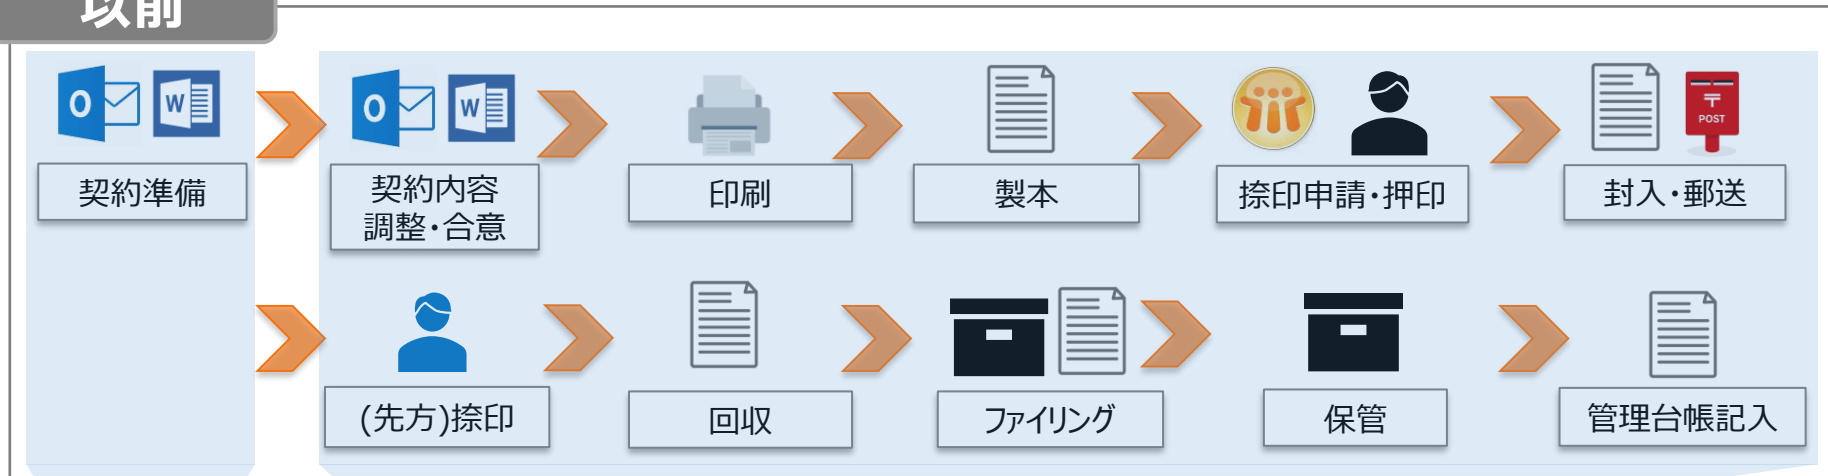 以前
O
W
O
W
〒
POST
契約準備
契約内容
調整・合意
印刷
製本
捺印申請・押印
封入・郵送
(先方)捺印
回収
ファイリング
保管
管理台帳記入